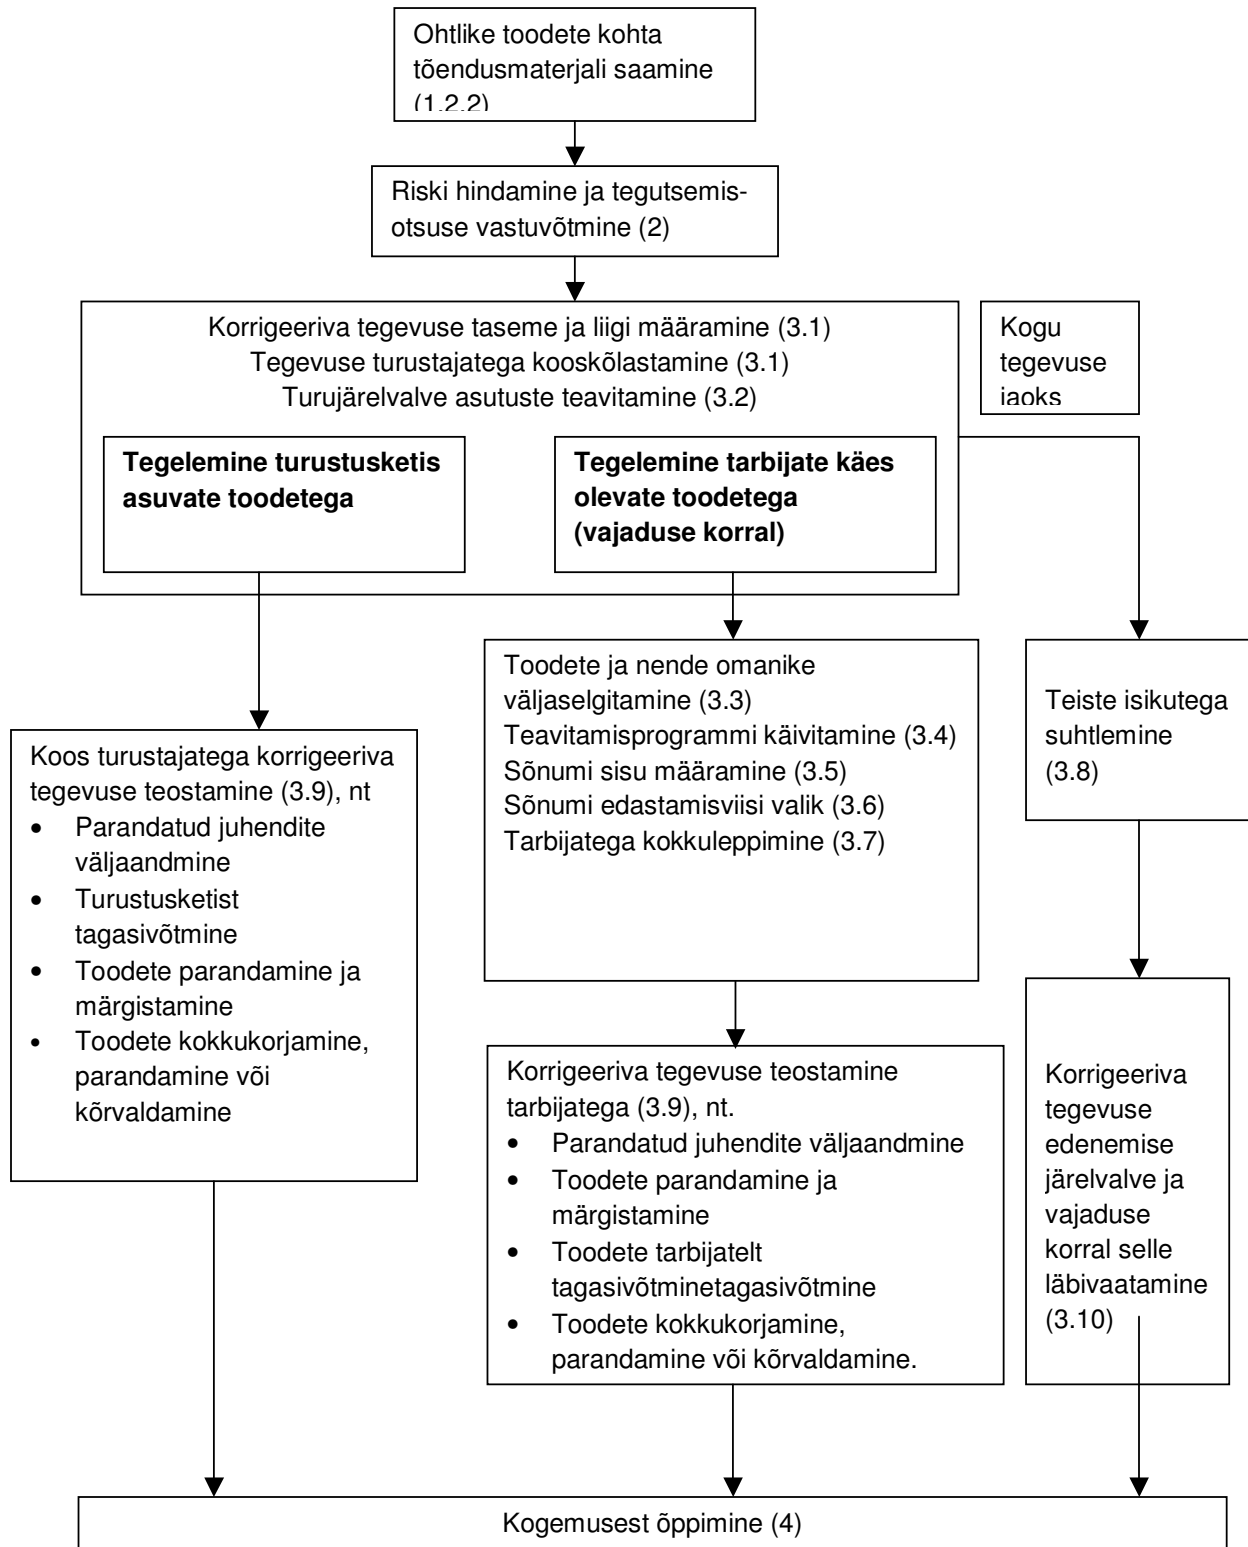 Ohtlike toodete kohta
tõendusmaterjali saamine
(1.2.2)
Riski hindamine ja tegutsemis-
otsuse vastuvõtmine (2)
Korrigeeriva tegevuse taseme ja liigi määramine (3.1)
Tegevuse turustajatega kooskõlastamine (3.1)
Turujärelvalve asutuste teavitamine (3.2)
Kogu
tegevuse
jaoks
Tegelemine turustusketis
asuvate toodetega
Tegelemine tarbijate käes
olevate toodetega
(vajaduse korral)
Koos turustajatega korrigeeriva
tegevuse teostamine (3.9), nt
• Parandatud juhendite
väljaandmine
• Turustusketist
tagasivõtmine
• Toodete parandamine ja
märgistamine
• Toodete kokkukorjamine,
parandamine või
kõrvaldamine
Toodete ja nende omanike
väljaselgitamine (3.3)
Teavitamisprogrammi käivitamine (3.4)
Sõnumi sisu määramine (3.5)
Sõnumi edastamisviisi valik (3.6)
Tarbijatega kokkuleppimine (3.7)
Teiste isikutega
suhtlemine
(3.8)
Korrigeeriva tegevuse teostamine
tarbijatega (3.9), nt.
• Parandatud juhendite väljaandmine
• Toodete parandamine ja
märgistamine
• Toodete tarbijatelt
tagasivõtminetagasivõtmine
• Toodete kokkukorjamine,
parandamine või kõrvaldamine.
Korrigeeriva
tegevuse
edenemise
järelvalve ja
vajaduse
korral selle
läbivaatamine
(3.10)
Kogemusest õppimine (4)